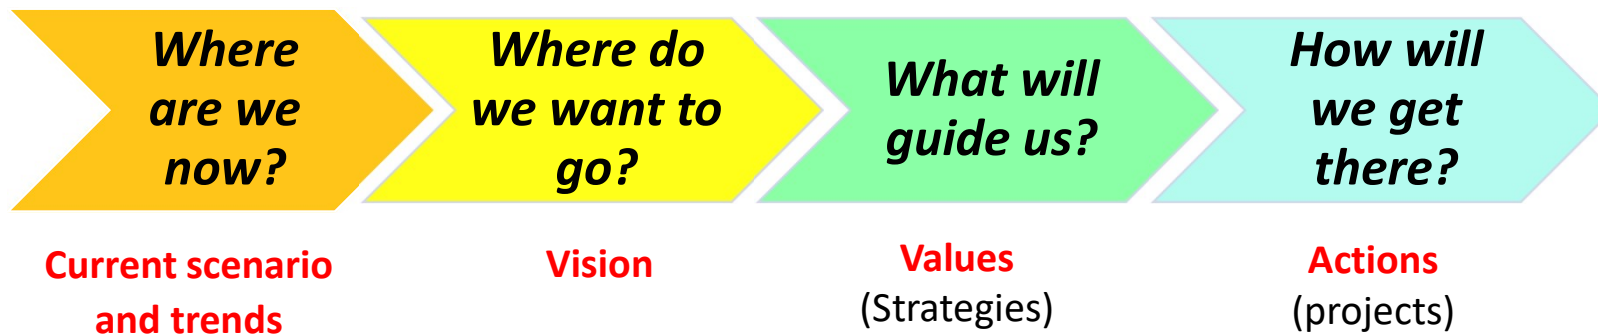 Where
are we
now?
Where do
we want to
go?
What will
guide us?
How will
we get
there?
Current scenario
and trends
Vision
Values
(Strategies)
Actions
(projects)